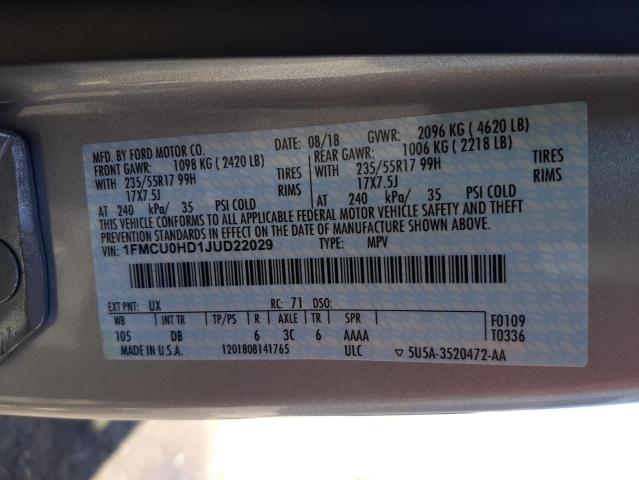 MFD. BY FORD MOTOR CO. DATE: 08/18 GVWR: 2096 KG ( 4620 LB)
FRONT GAWR: 1098 KG ( 2420 LB) REAR GAWR: 1006 KG ( 2218 LB)
WITH 235/55R17 99H TIRES WITH 235/55R17 99H TIRES
17X7.5J RIMS 17X7.5J RIMS
AT 240 kPa/ 35 PSI COLD AT 240 kPa/ 35 PSI COLD
THIS VEHICLE CONFORMS TO ALL APPLICABLE FEDERAL MOTOR VEHICLE SAFETY AND THEFT
PREVENTION STANDARDS IN EFFECT ON THE DATE OF MANUFACTURE SHOWN ABOVE.
VIN: 1FMCU0HD1JUD22029 TYPE: MPV
EXT PNT: UX RC: 71 DSO:
WB INT TR TP/PS R AXLE TR SPR F0109
105 DB 6 3C 6 AAAA T0336
MADE IN U.S.A. 1201808141765 ULC 5U5A-3520472-AA